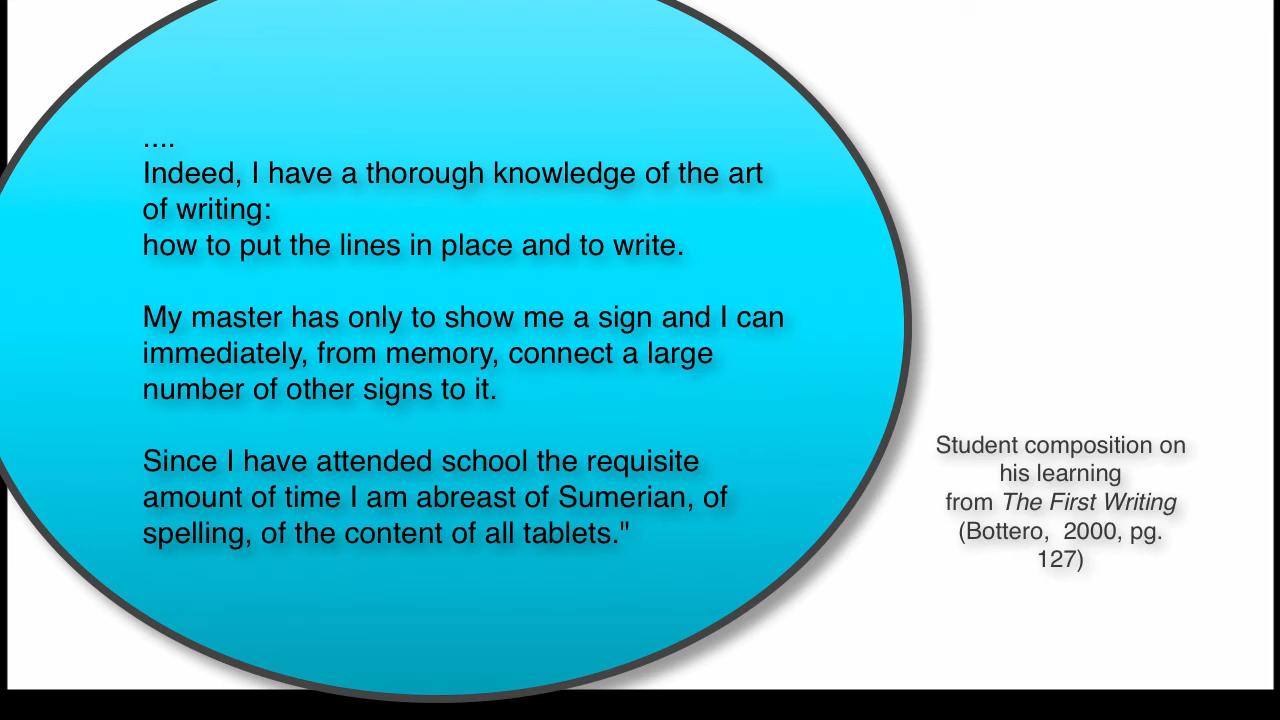 ....
Indeed, I have a thorough knowledge of the art
of writing:
how to put the lines in place and to write.
My master has only to show me a sign and I can
immediately, from memory, connect a large
number of other signs to it.
Since I have attended school the requisite
amount of time I am abreast of Sumerian, of
spelling, of the content of all tablets."
Student composition on
his learning
from The First Writing
(Bottero,  2000, pg.
127)